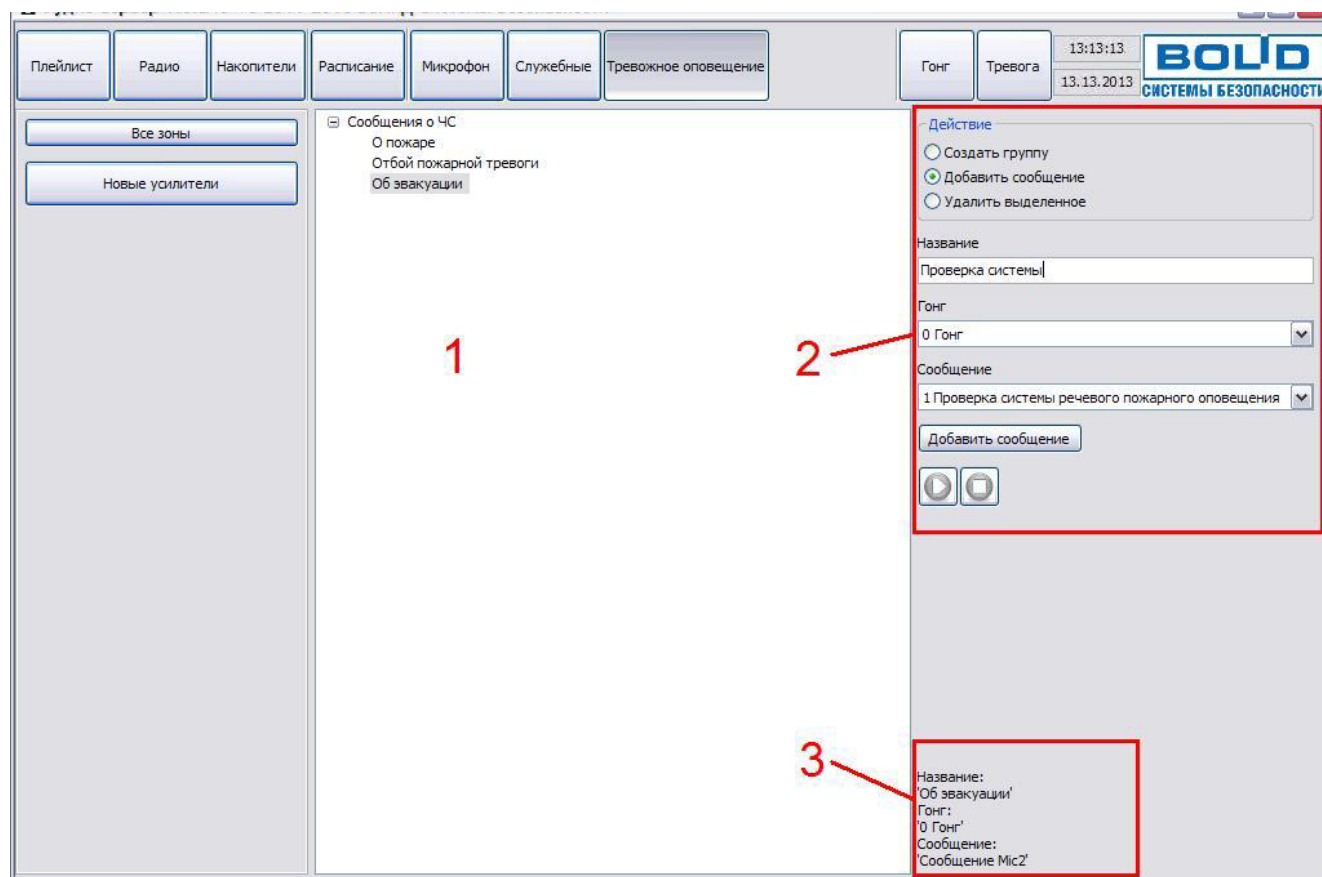 Плейлист
Радио
Накопители
Расписание
Микрофон
Служебные
Тревожное оповещение
Гонг
Тревога
13:13:13
13.13.2013
BOLID
СИСТЕМЫ БЕЗОПАСНОСТИ
Все зоны
Новые усилители
Сообщения о ЧС
О пожаре
Отбой пожарной тревоги
Об эвакуации
1
Действие
Создать группу
Добавить сообщение
Удалить выделенное
Название
Проверка системы
Гонг
0 Гонг
2
Сообщение
1 Проверка системы речевого пожарного оповещения
Добавить сообщение
3
Название:
'Об эвакуации'
Гонг:
'0 Гонг'
Сообщение:
'Сообщение Mic2'